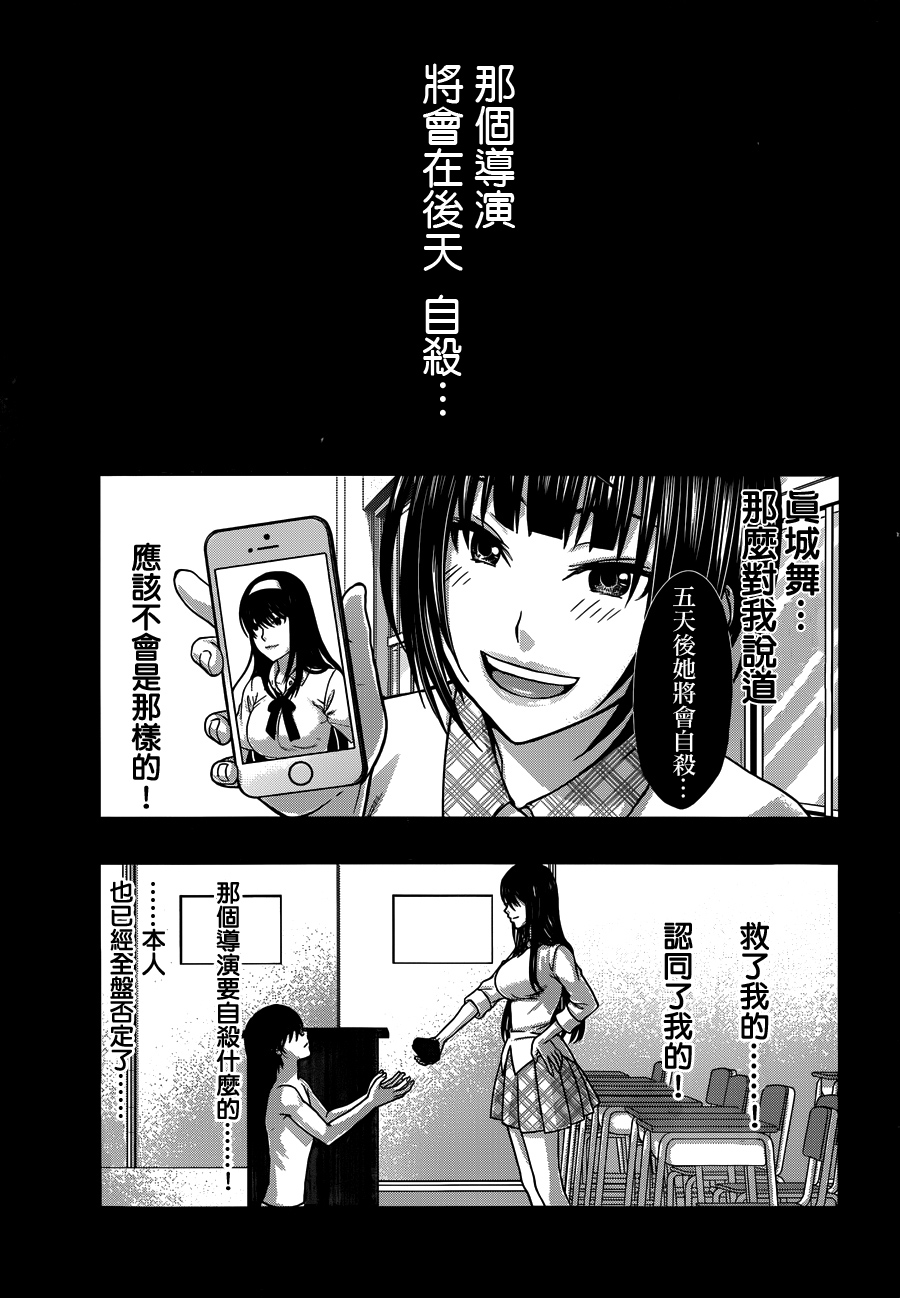 那個導演
將會在後天 自殺…
眞城舞…
那麼對我說道
五天後她將會自殺…
應該不會是那樣的！
救了我的………！
認同了我的！
那個導演要自殺什麼的……！
……本人
也已經全盤否定了……